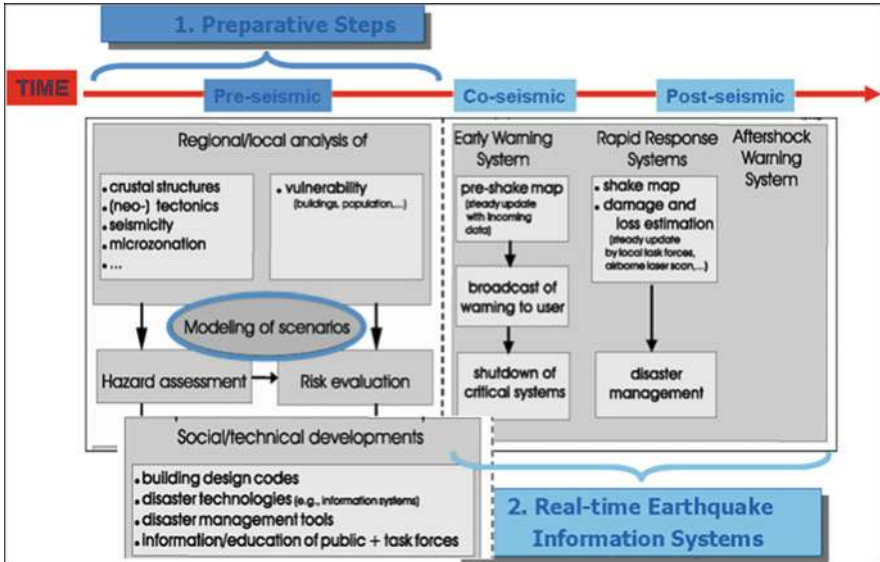 1. Preparative Steps
TIME
Pre-seismic
Co-seismic
Post-seismic
Regional/local analysis of
• crustal structures
• (neo-) tectonics
• seismicity
• microzonation
• ...
• vulnerability
(buildings, population,...)
Modeling of scenarios
Hazard assessment
Risk evaluation
Social/technical developments
• building design codes
• disaster technologies (e.g., information systems)
• disaster management tools
• information/education of public + task forces
Early Warning
System
pre-shake map
(steady update
with incoming
data)
broadcast of
warning to user
shutdown of
critical systems
Rapid Response
Systems
• shake map
• damage and
loss estimation
(steady update
by local task forces,
airborne laser scan,...)
disaster
management
Aftershock
Warning
System
2. Real-time Earthquake
Information Systems